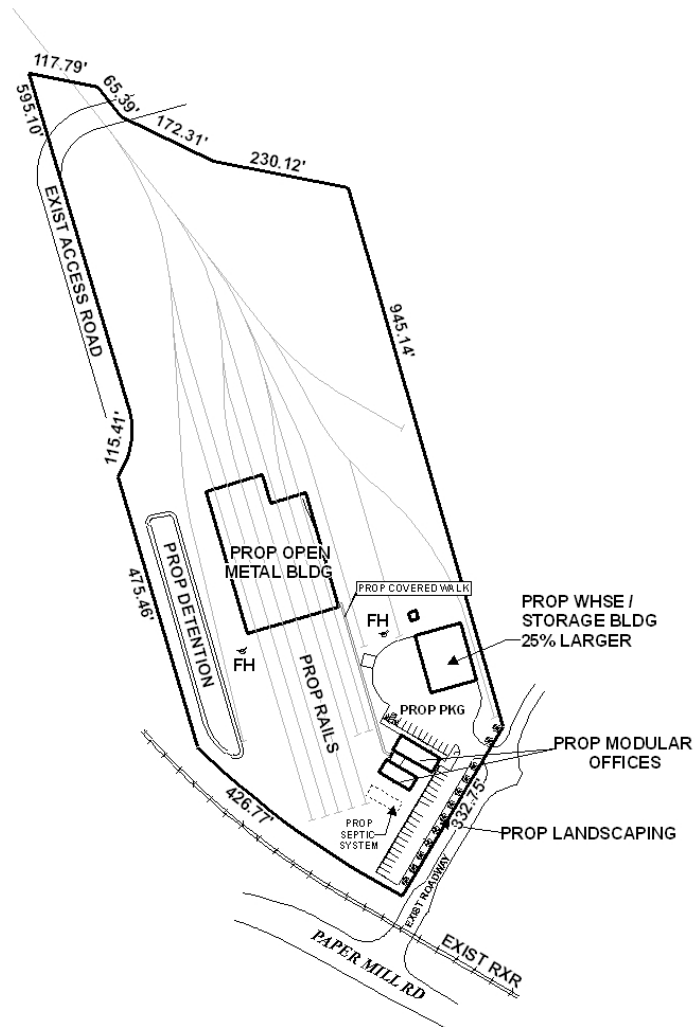 117.79'
65.39'
595.10'
172.31'
230.12'
EXIST ACCESS ROAD
945.14'
115.41'
PROP OPEN
METAL BLDG
PROP DETENTION
475.46'
PROP COVERED WALK
FH
FH
PROP WHSE /
STORAGE BLDG
25% LARGER
PROP RAILS
PROP PKG
PROP MODULAR
OFFICES
426.77'
332.75'
PROP
SEPTIC
SYSTEM
PROP LANDSCAPING
EXIST ROADWAY
EXIST RXR
PAPER MILL RD